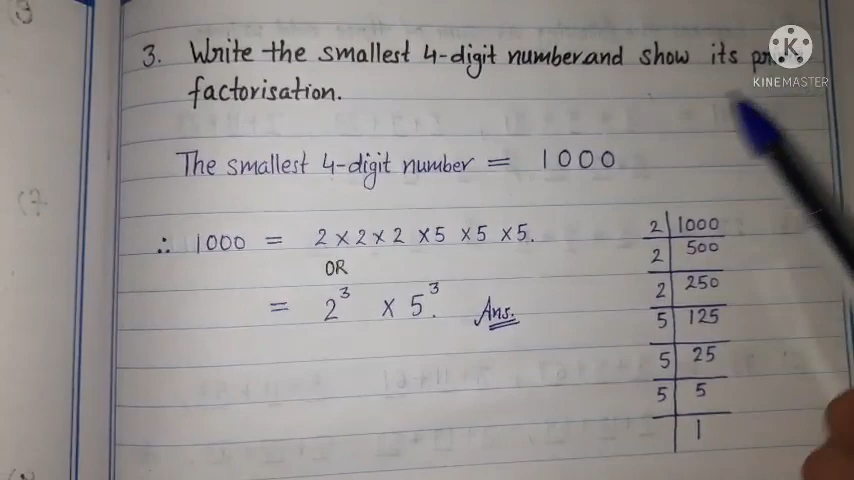 3. Write the smallest 4-digit number and show its
factorisation.
The smallest 4-digit number = 1000
∴ 1000 = 2 × 2 × 2 × 5 × 5 × 5.
OR
= 2³ × 5³. Ans.
2 | 1000
2 | 500
2 | 250
5 | 125
5 | 25
5 | 5
1
K
KINEMASTER